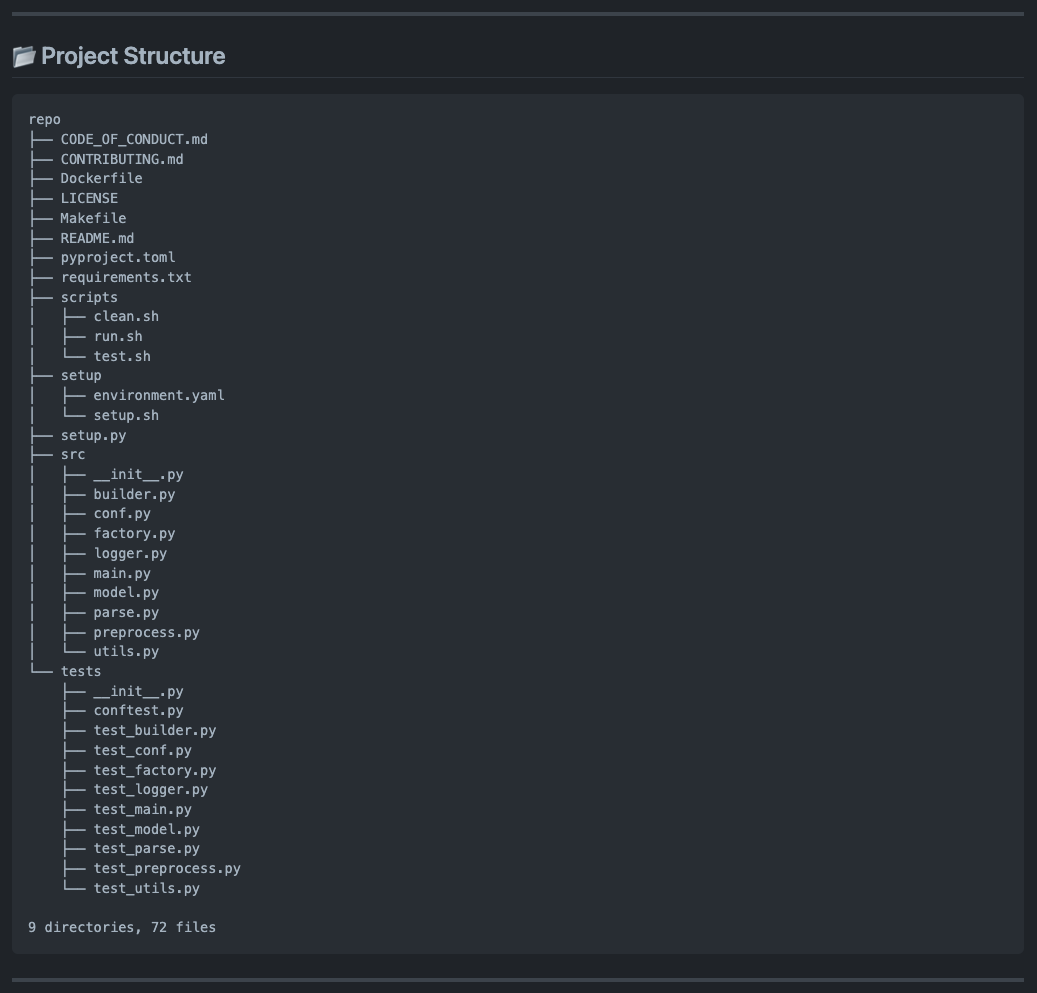 📂 Project Structure
repo
├── CODE_OF_CONDUCT.md
├── CONTRIBUTING.md
├── Dockerfile
├── LICENSE
├── Makefile
├── README.md
├── pyproject.toml
├── requirements.txt
├── scripts
│   ├── clean.sh
│   ├── run.sh
│   └── test.sh
├── setup
│   ├── environment.yaml
│   └── setup.sh
├── setup.py
├── src
│   ├── __init__.py
│   ├── builder.py
│   ├── conf.py
│   ├── factory.py
│   ├── logger.py
│   ├── main.py
│   ├── model.py
│   ├── parse.py
│   ├── preprocess.py
│   └── utils.py
└── tests
    ├── __init__.py
    ├── conftest.py
    ├── test_builder.py
    ├── test_conf.py
    ├── test_factory.py
    ├── test_logger.py
    ├── test_main.py
    ├── test_model.py
    ├── test_parse.py
    ├── test_preprocess.py
    └── test_utils.py
9 directories, 72 files